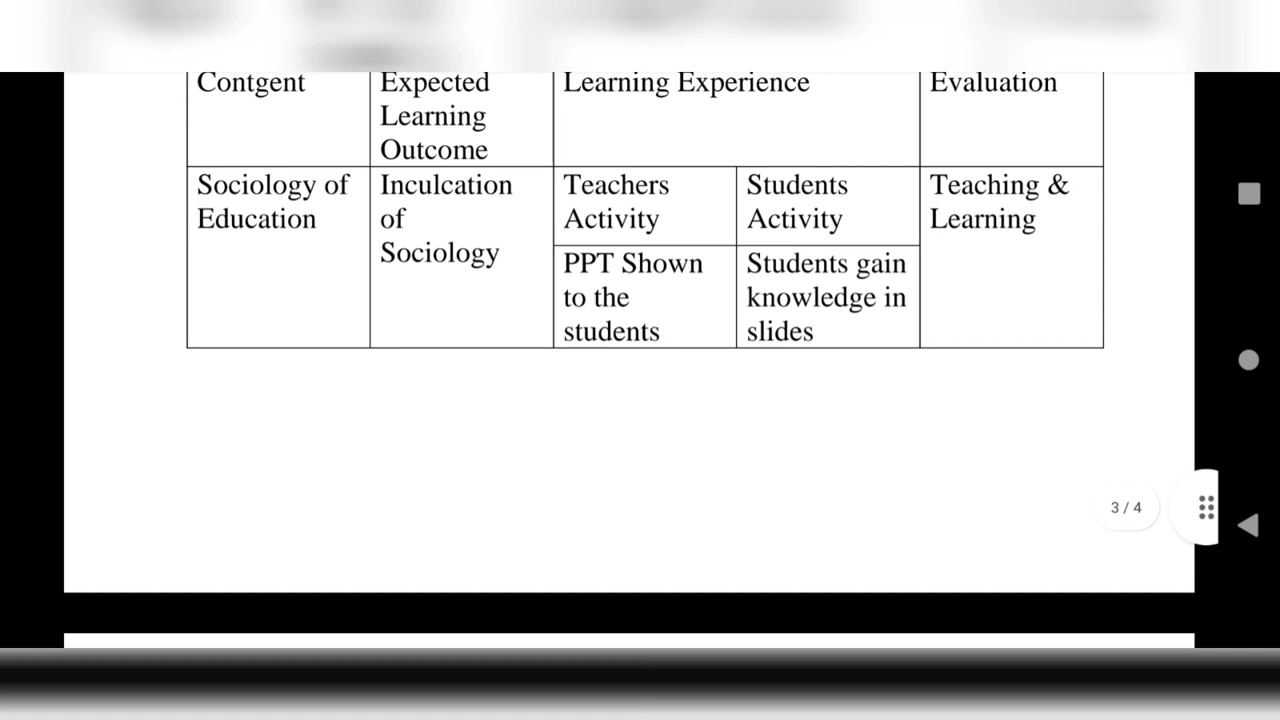 Contgent
Expected
Learning
Outcome
Learning Experience
Evaluation
Sociology of
Education
Inculcation
of
Sociology
Teachers
Activity
Students
Activity
Teaching &
Learning
PPT Shown
to the
students
Students gain
knowledge in
slides
3 / 4